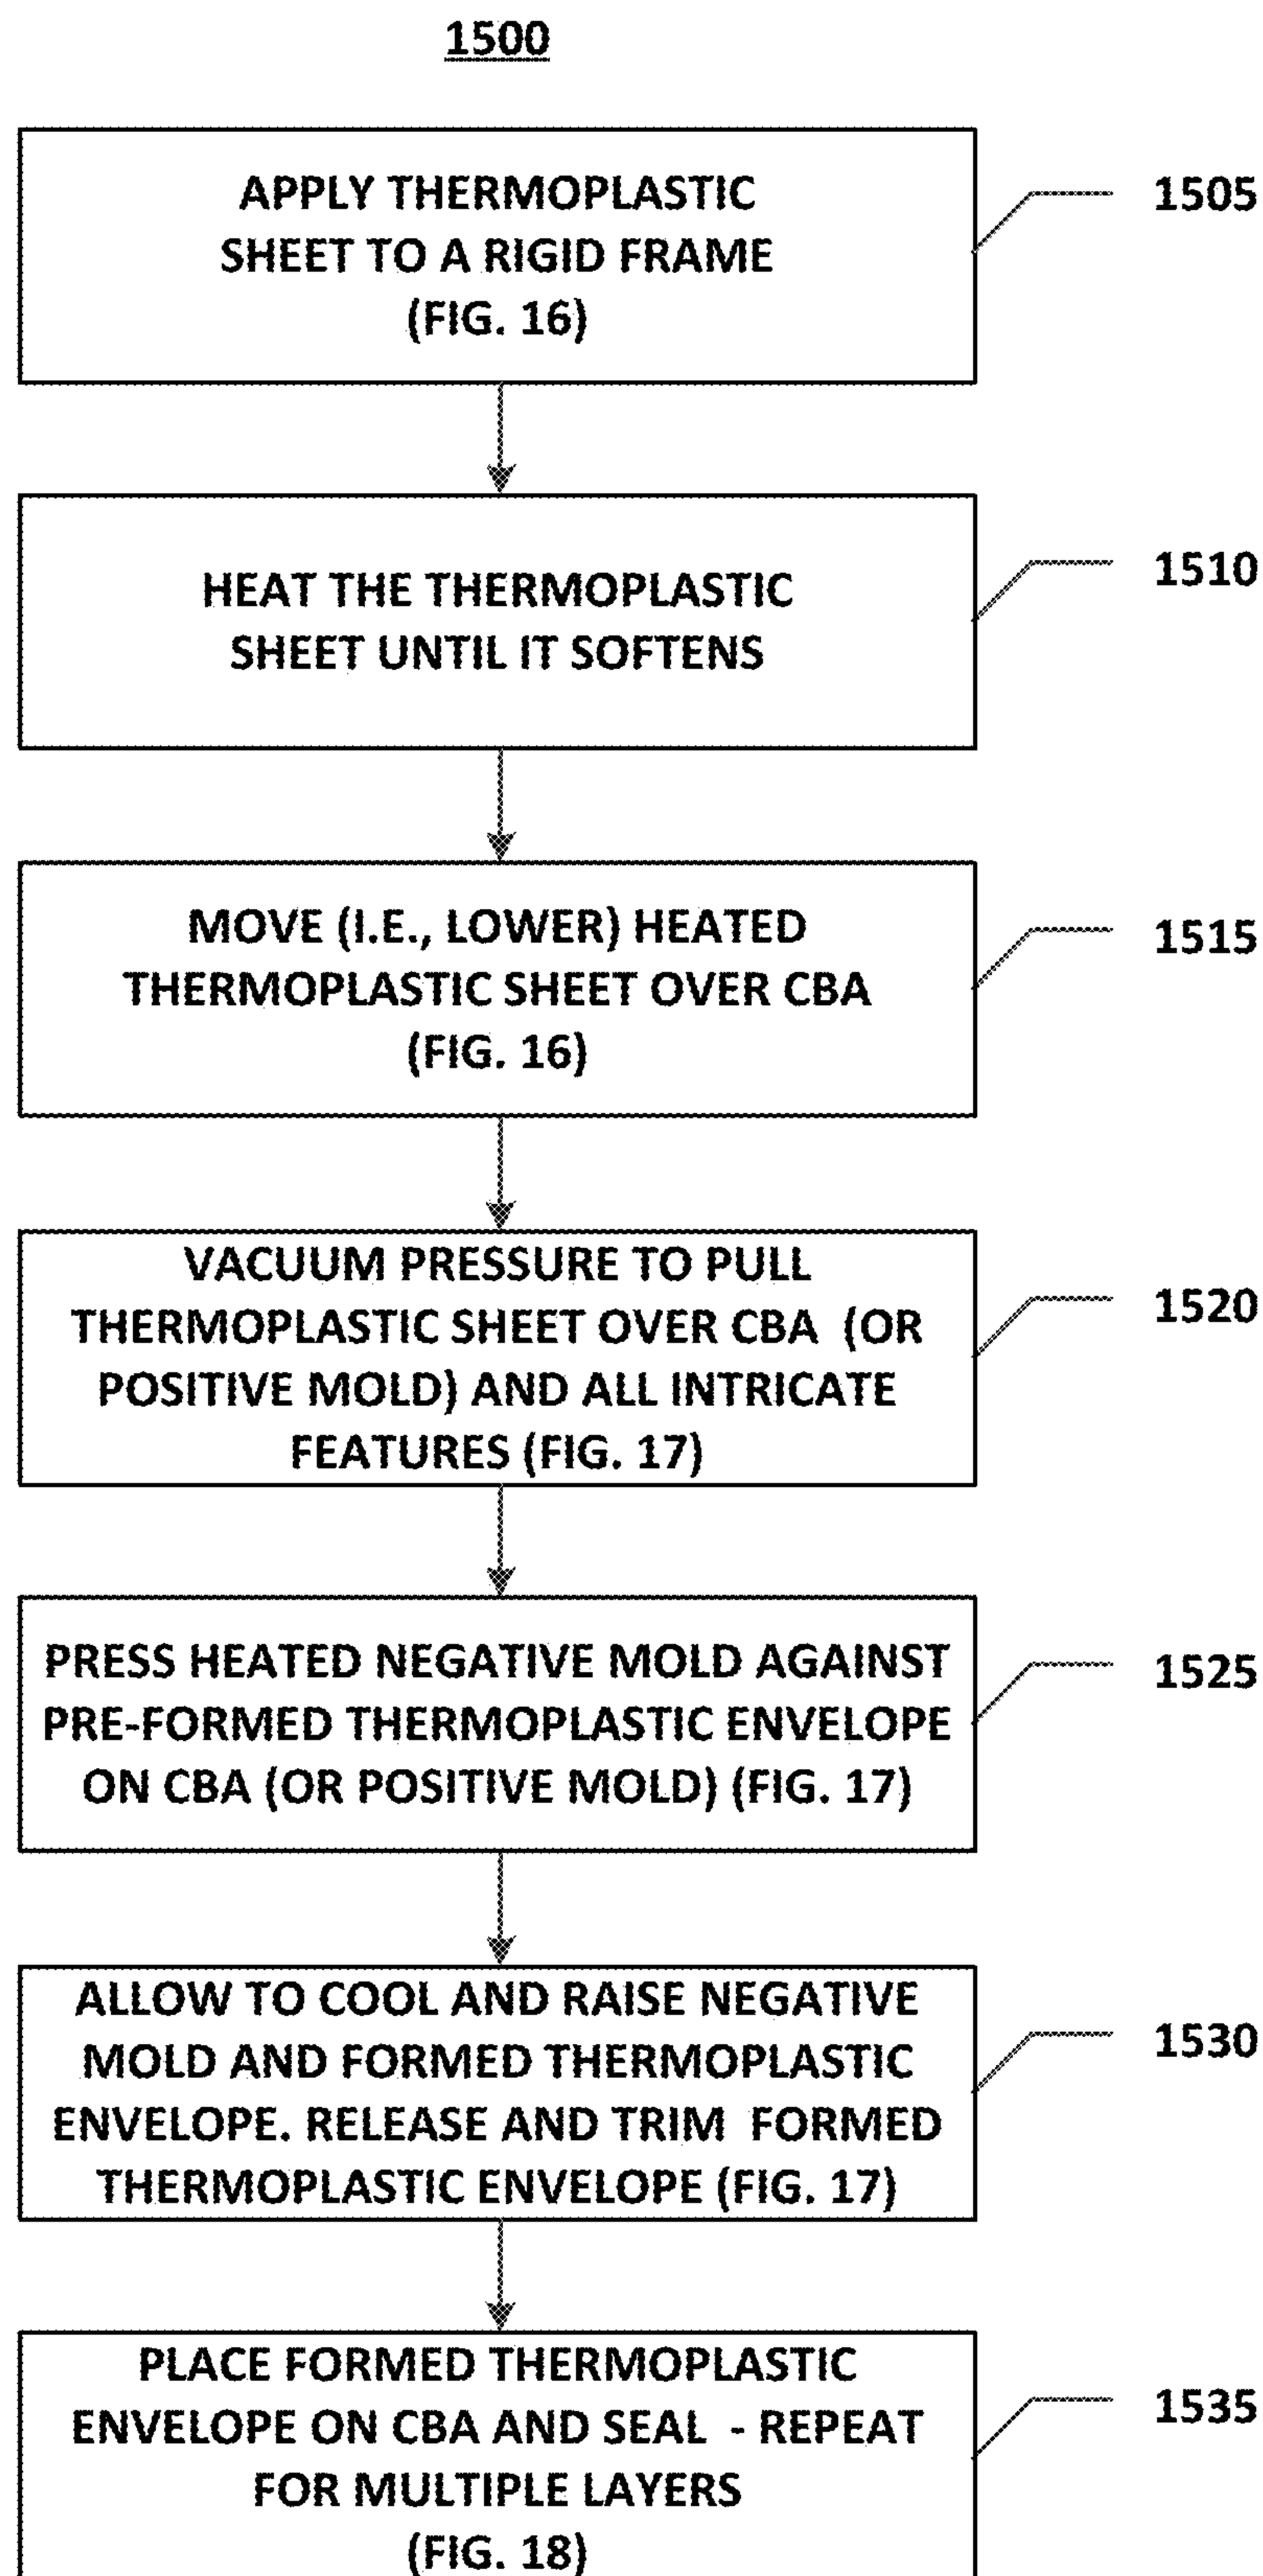 1500
APPLY THERMOPLASTIC
SHEET TO A RIGID FRAME
(FIG. 16)
1505
HEAT THE THERMOPLASTIC
SHEET UNTIL IT SOFTENS
1510
MOVE (I.E., LOWER) HEATED
THERMOPLASTIC SHEET OVER CBA
(FIG. 16)
1515
VACUUM PRESSURE TO PULL
THERMOPLASTIC SHEET OVER CBA (OR
POSITIVE MOLD) AND ALL INTRICATE
FEATURES (FIG. 17)
1520
PRESS HEATED NEGATIVE MOLD AGAINST
PRE-FORMED THERMOPLASTIC ENVELOPE
ON CBA (OR POSITIVE MOLD) (FIG. 17)
1525
ALLOW TO COOL AND RAISE NEGATIVE
MOLD AND FORMED THERMOPLASTIC
ENVELOPE. RELEASE AND TRIM FORMED
THERMOPLASTIC ENVELOPE (FIG. 17)
1530
PLACE FORMED THERMOPLASTIC
ENVELOPE ON CBA AND SEAL - REPEAT
FOR MULTIPLE LAYERS
(FIG. 18)
1535